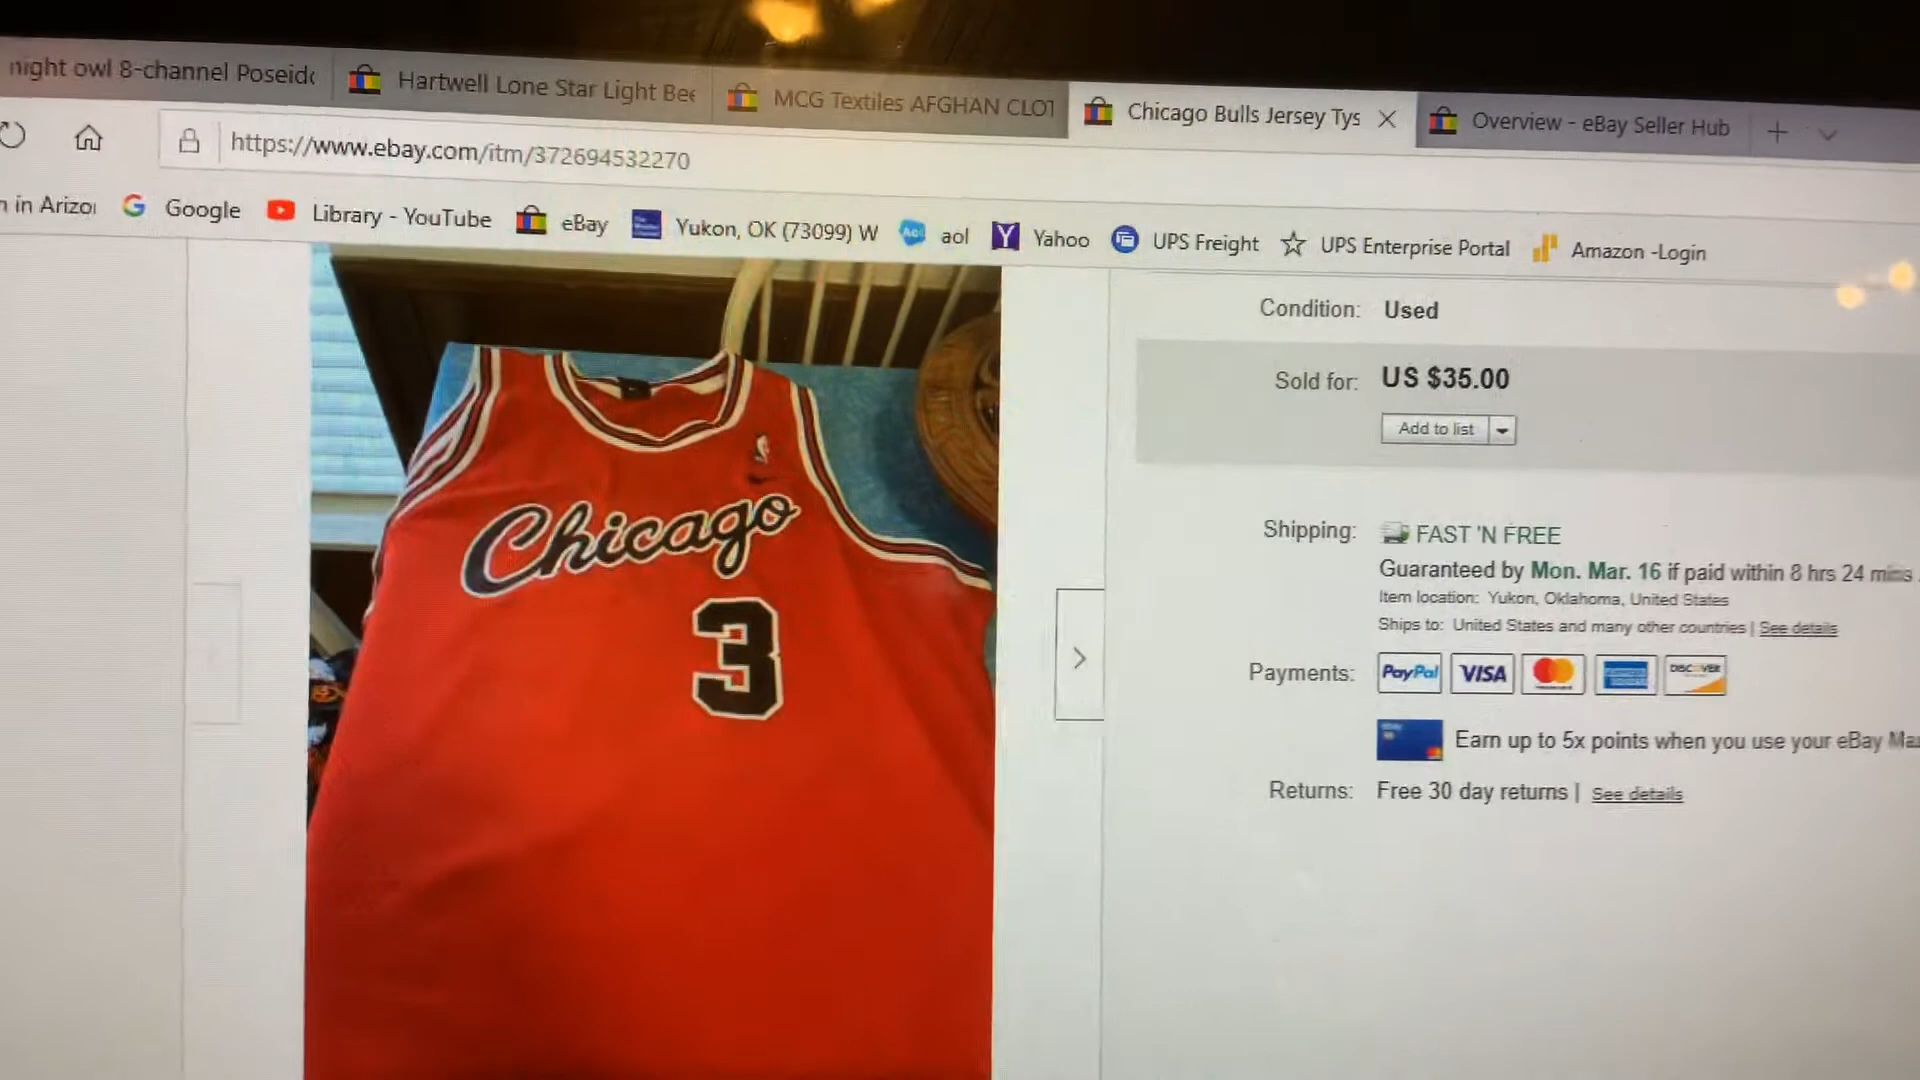 night owl 8-channel Poseid
Hartwell Lone Star Light Bee
MCG Textiles AFGHAN CLOT
Chicago Bulls Jersey Tys
Overview - eBay Seller Hub
https://www.ebay.com/itm/372694532270
n in Arizo
Google
Library - YouTube
eBay
Yukon, OK (73099) W
Aol.
aol
Y
Yahoo
UPS Freight
UPS Enterprise Portal
Amazon -Login
Condition: Used
Sold for: US $35.00
Add to list
Shipping: FAST 'N FREE
Guaranteed by Mon. Mar. 16 if paid within 8 hrs 24 mins
Item location: Yukon, Oklahoma, United States
Ships to: United States and many other countries | See details
Payments: PayPal VISA DISCOVER
Earn up to 5x points when you use your eBay Mas
Returns: Free 30 day returns | See details
Chicago
3